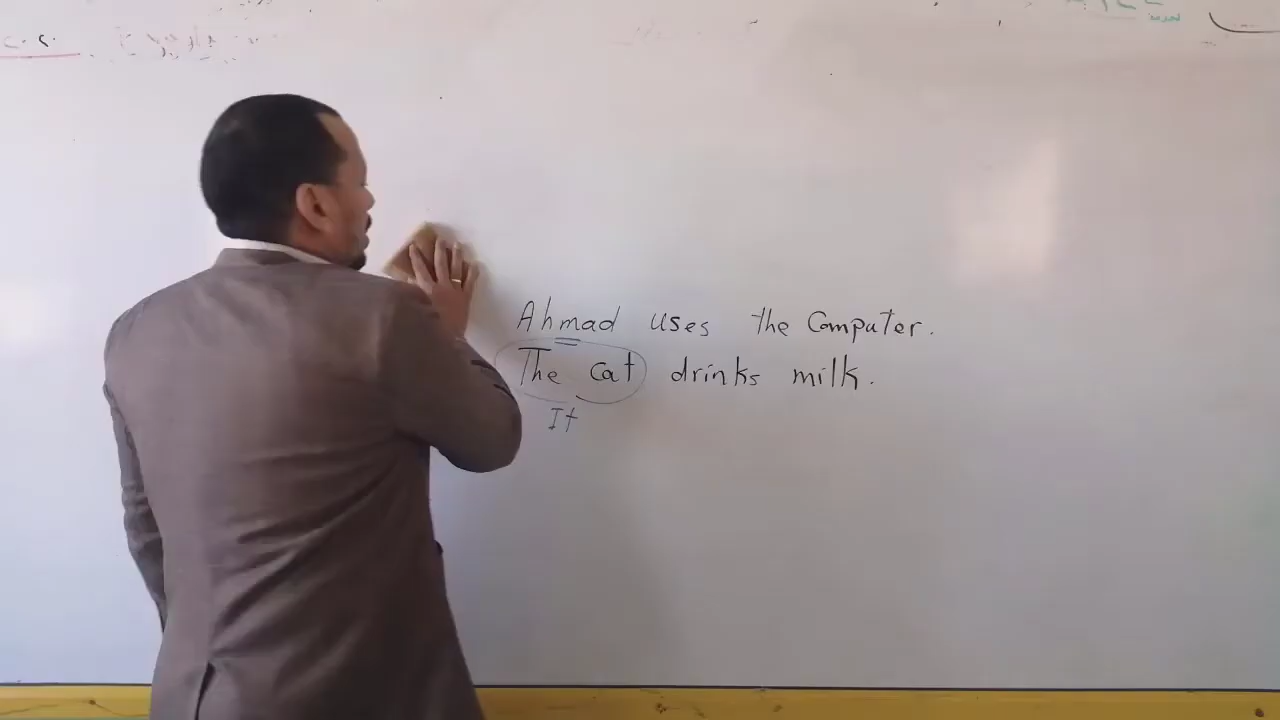 Ahmad uses the Computer.
The cat drinks milk.
It